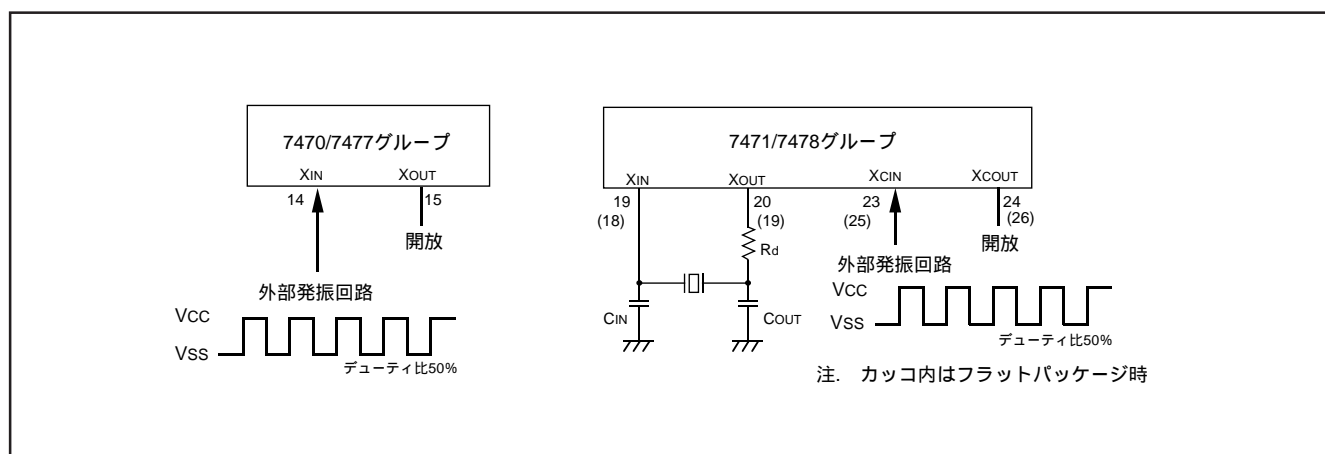 7470/7477グループ
XIN XOUT
14 15
開放
外部発振回路
VCC
VSS
デューティ比50%
7471/7478グループ
XIN XOUT XCIN XCOUT
19 20 23 24
(18) (19) (25) (26)
Rd
開放
外部発振回路
CIN COUT
VCC
VSS
デューティ比50%
注. カッコ内はフラットパッケージ時